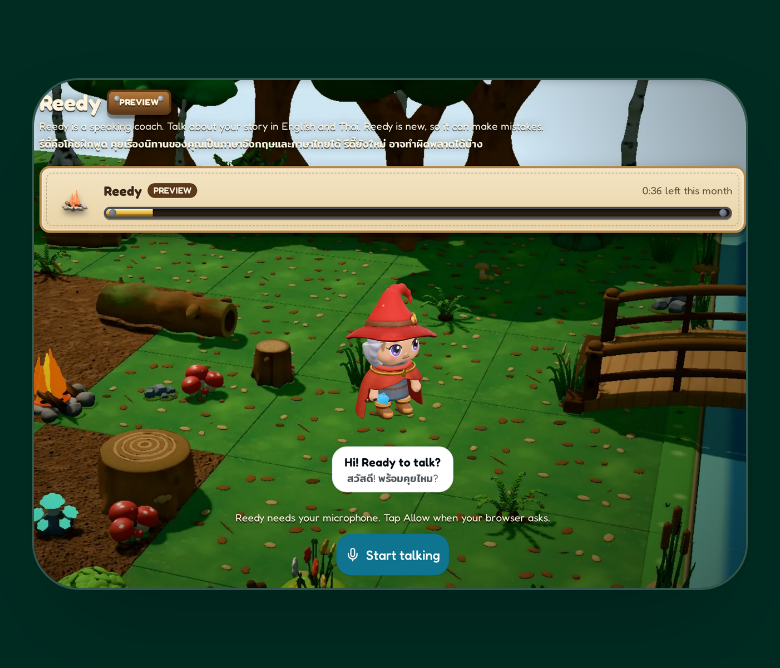 Reedy PREVIEW
Reedy is a speaking coach. Talk about your story in English and Thai. Reedy is new, so it can make mistakes.
รีดี้คือโค้ชฝึกพูด คุยเรื่องนิทานของคุณเป็นภาษาอังกฤษและภาษาไทยได้ รีดี้ยังใหม่ อาจทำผิดพลาดได้บ้าง
Reedy PREVIEW
0:36 left this month
Hi! Ready to talk?
สวัสดี! พร้อมคุยไหม?
Reedy needs your microphone. Tap Allow when your browser asks.
Start talking